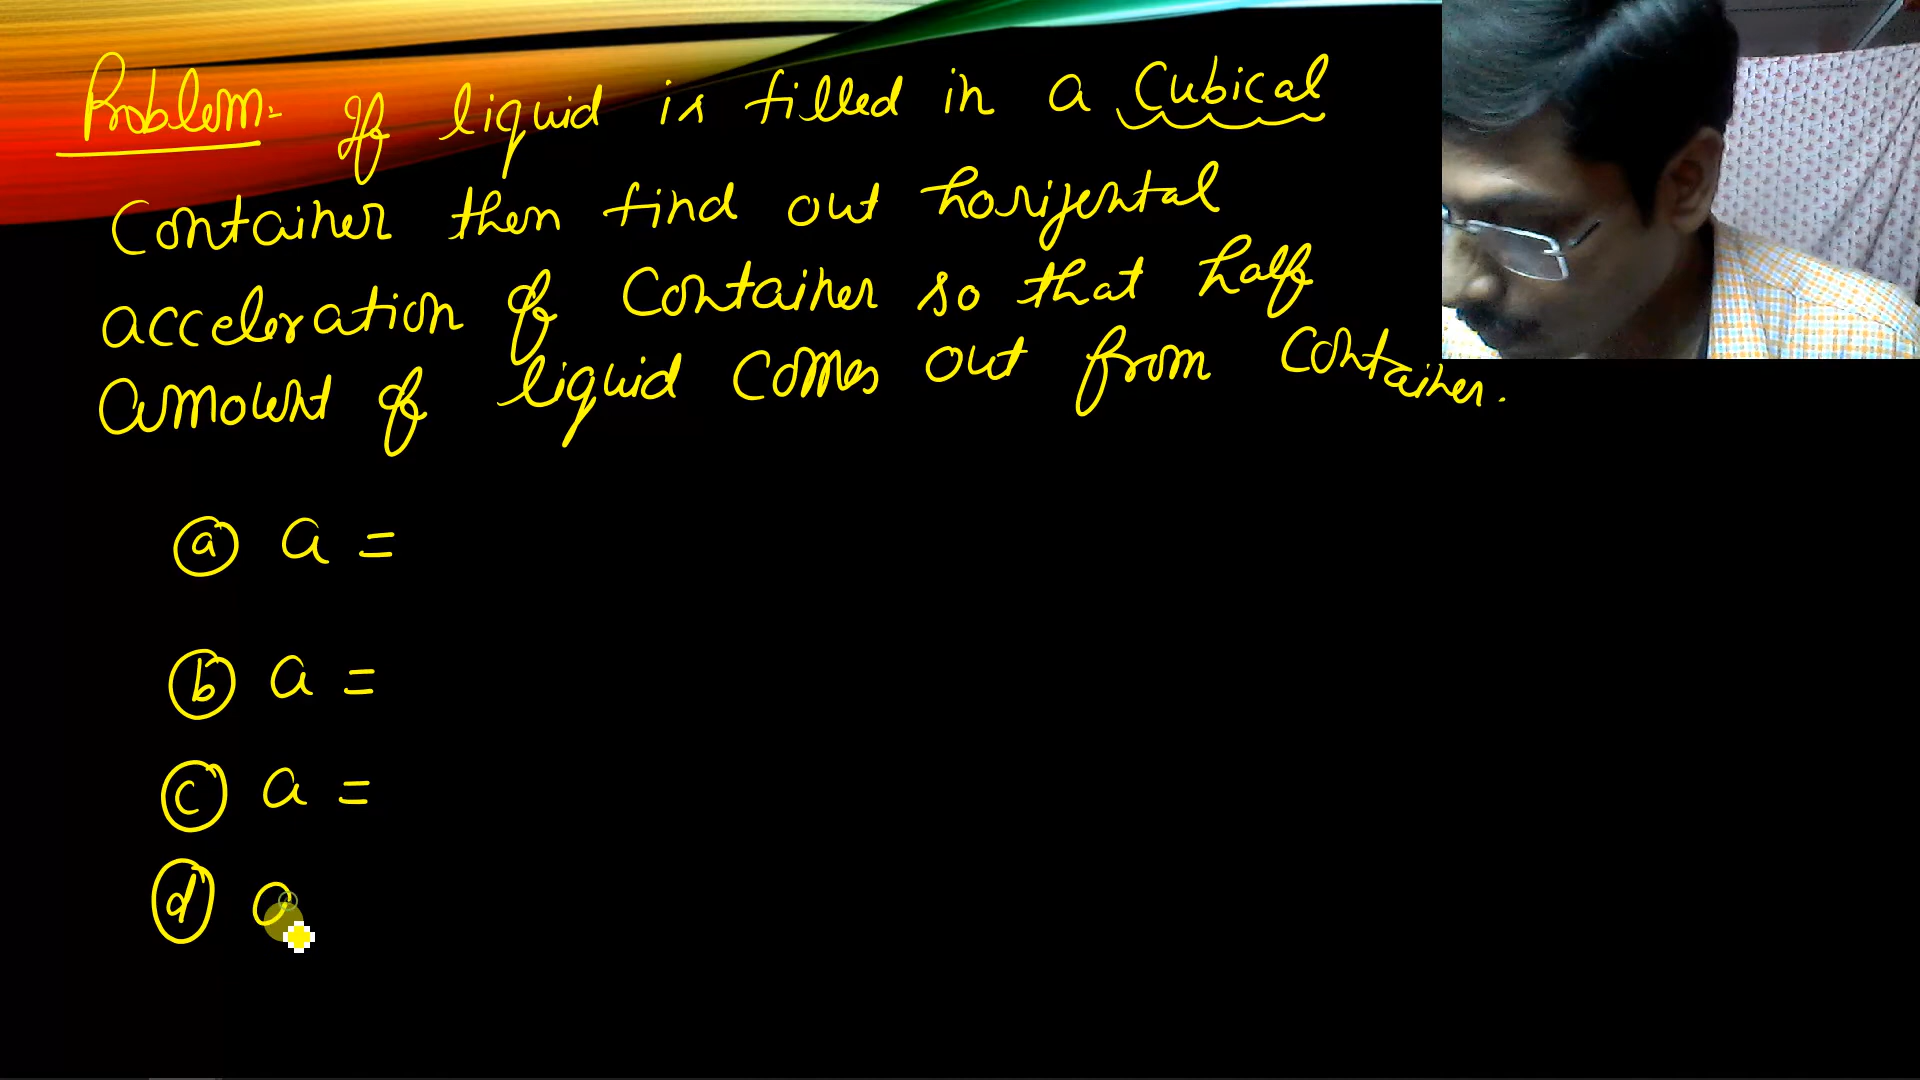 Problem:- If liquid is filled in a Cubical
Container then find out horizental
acceleration of Container so that half
amount of liquid comes out from Container.
(a) a =
(b) a =
(c) a =
(d) a